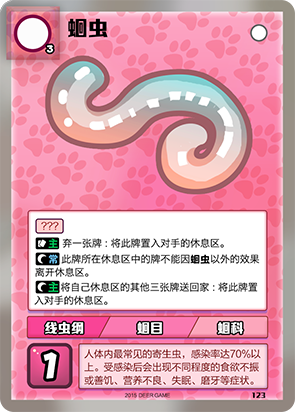 3
蛔虫
???
主 弃一张牌：将此牌置入对手的休息区。
常 此牌所在休息区中的牌不能因蛔虫以外的效
果离开休息区。
主 将自己休息区的其他三张牌送回家：将此牌置
入对手的休息区。
线虫纲 蛔目 蛔科
1
人体内最常见的寄生虫，感染率达70%以
上。受感染后会出现不同程度的食欲不振
或善饥、营养不良、失眠、磨牙等症状。
2015 DEER GAME 123